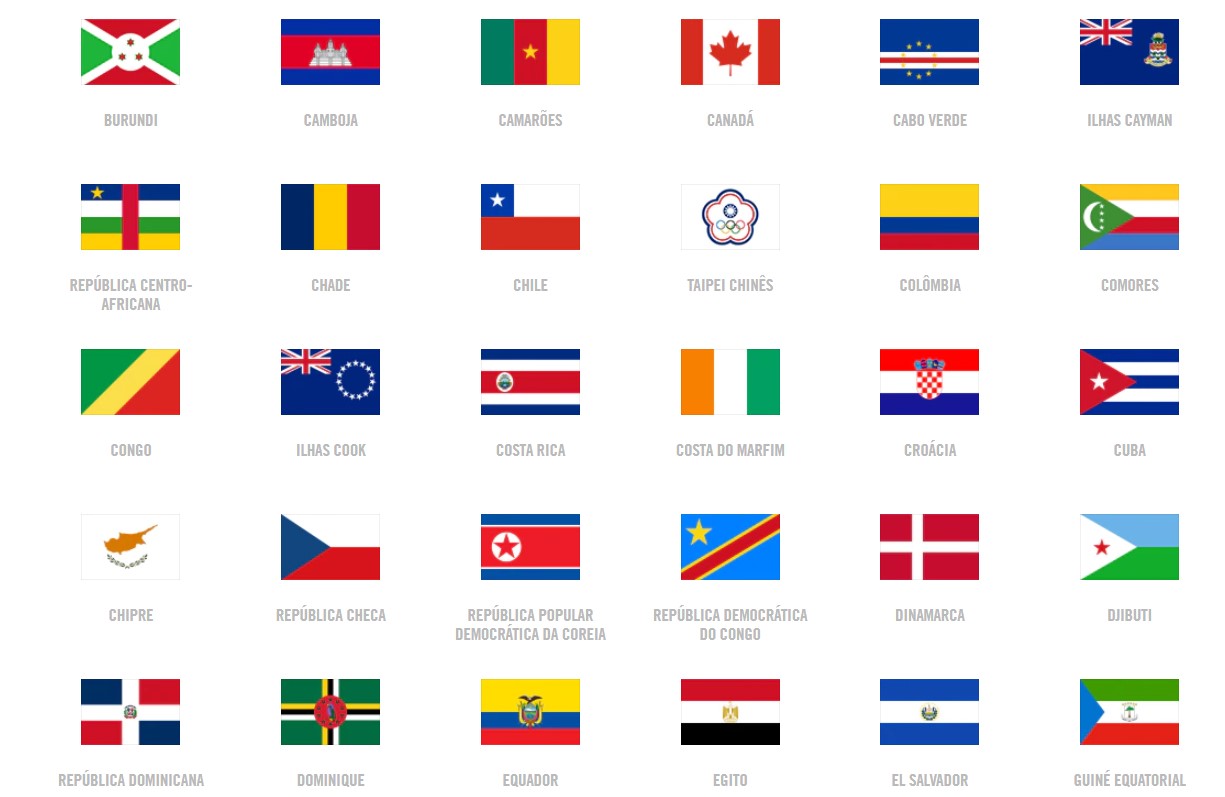 BURUNDI
CAMBOJA
CAMARÕES
CANADÁ
CABO VERDE
ILHAS CAYMAN
REPÚBLICA CENTRO-
AFRICANA
CHADE
CHILE
TAIPEI CHINÊS
COLÔMBIA
COMORES
CONGO
ILHAS COOK
COSTA RICA
COSTA DO MARFIM
CROÁCIA
CUBA
CHIPRE
REPÚBLICA CHECA
REPÚBLICA POPULAR
DEMOCRÁTICA DA COREIA
REPÚBLICA DEMOCRÁTICA
DO CONGO
DINAMARCA
DJIBUTI
REPÚBLICA DOMINICANA
DOMINIQUE
EQUADOR
EGITO
EL SALVADOR
GUINÉ EQUATORIAL